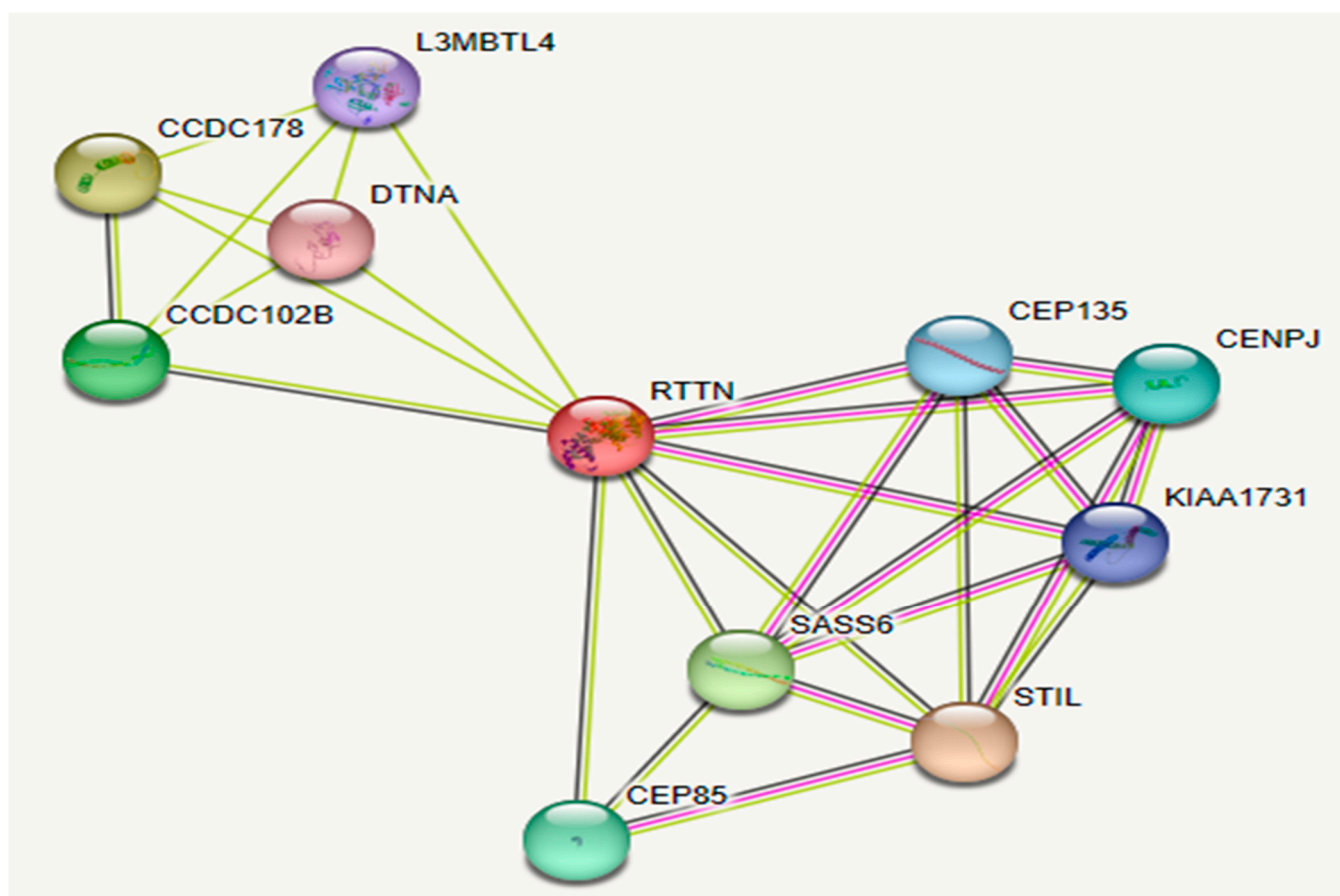 L3MBTL4
CCDC178
DTNA
CCDC102B
CEP135
CENPJ
RTTN
KIAA1731
SASS6
STIL
CEP85